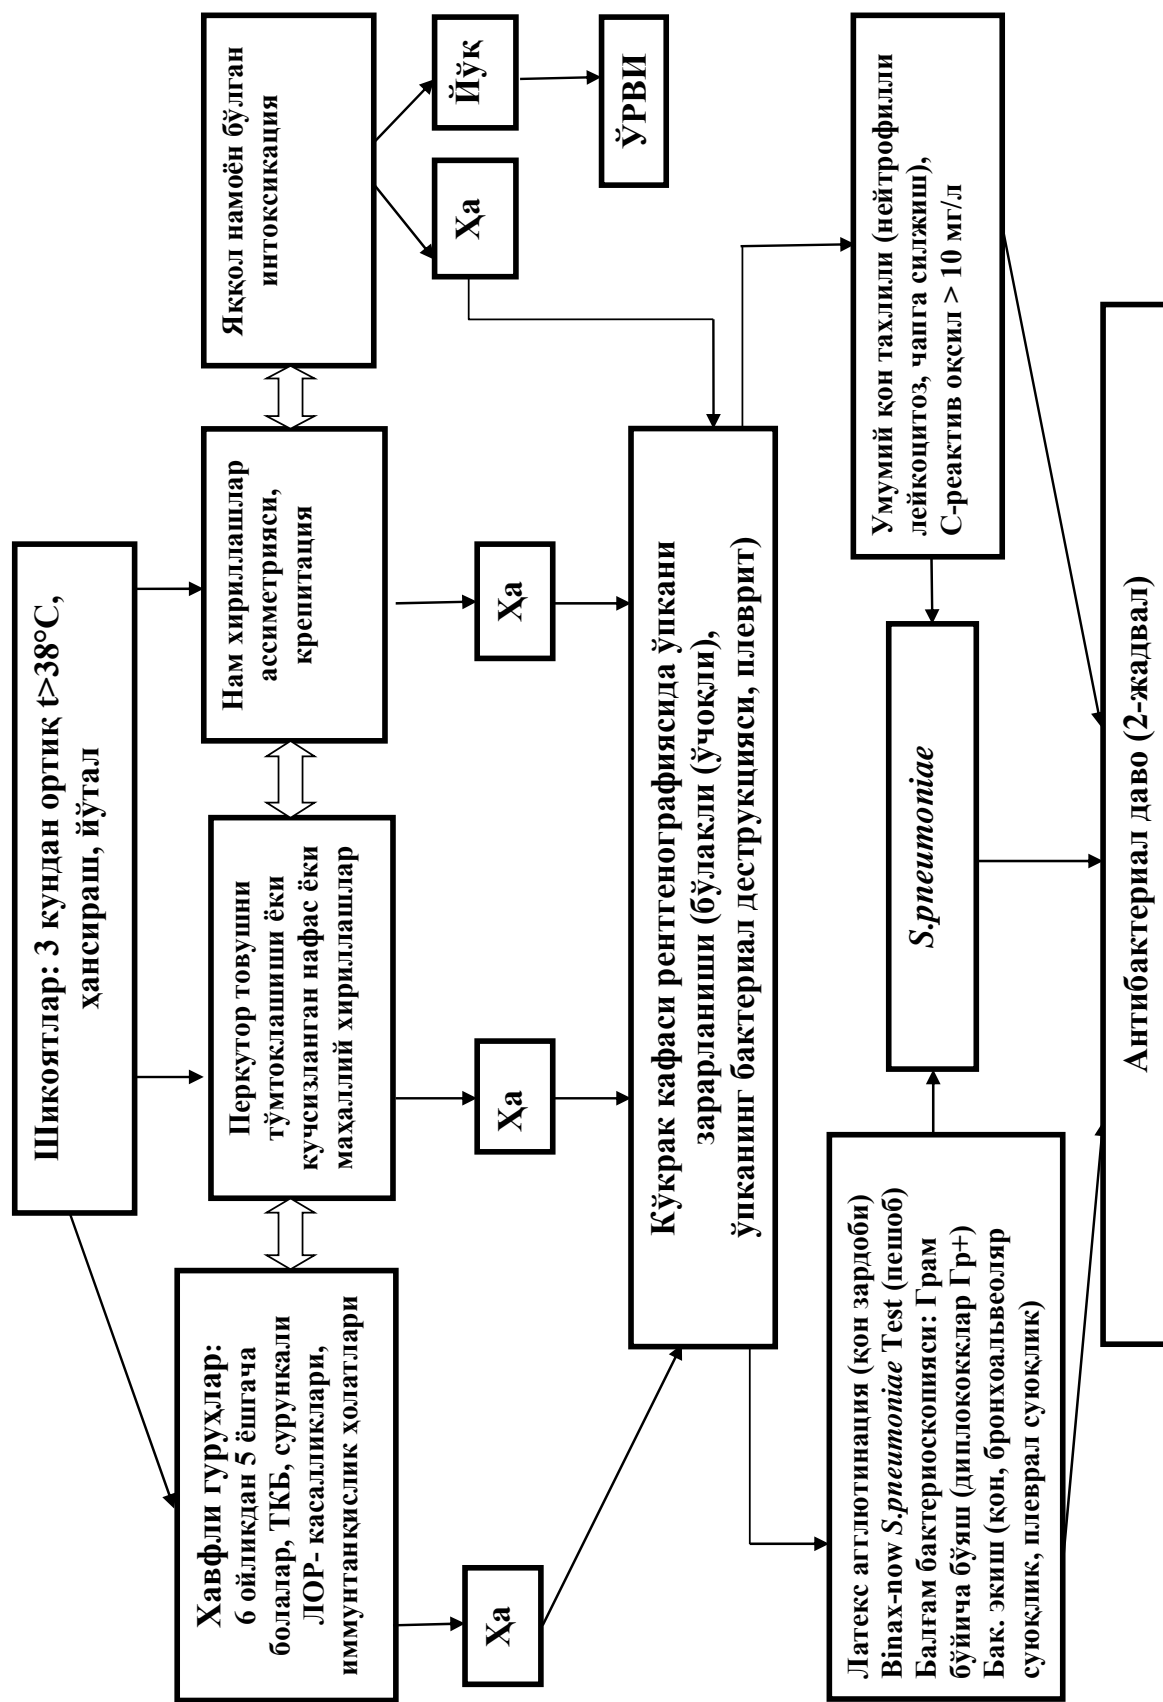 Шикоятлар: 3 кундан ортиқ t>38°C,
ҳансираш, йўтал
Хавфли гуруҳлар:
6 ойликдан 5 ёшгача
болалар, ТКБ, сурункали
ЛОР- касалликлари,
иммунтанқислик ҳолатлари
Перкутор товушни
тўмтоклашиши ёки
кучсизланган нафас ёки
маҳаллий хириллашлар
Нам хириллашлар
ассиметрияси,
крепитация
Яққол намоён бўлган
интоксикация
Ҳа
Ҳа
Ҳа
Ҳа
Йўқ
ЎРВИ
Кўкрак кафаси рентгенографиясида ўпкани
зарарланиши (бўлакли (ўчоқли),
ўпканинг бактериал деструкцияси, плеврит)
Латекс агглютинация (қон зардоби)
Binax-now S.pneumoniae Test (пешоб)
Балғам бактериоскопияси: Грам
бўйича бўяш (диплококклар Гр+)
Бак. экиш (қон, бронхоальвеоляр
суюқлик, плеврал суюқлик)
S.pneumoniae
Умумий қон тахлили (нейтрофилли
лейкоцитоз, чапга силжиш),
С-реактив оқсил > 10 мг/л
Антибактериал даво (2-жадвал)